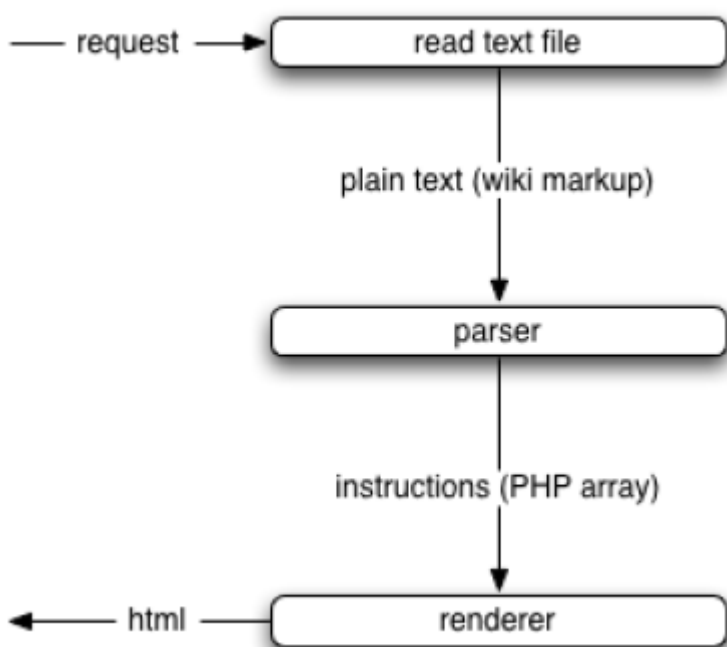 request
read text file
plain text (wiki markup)
parser
instructions (PHP array)
html
renderer